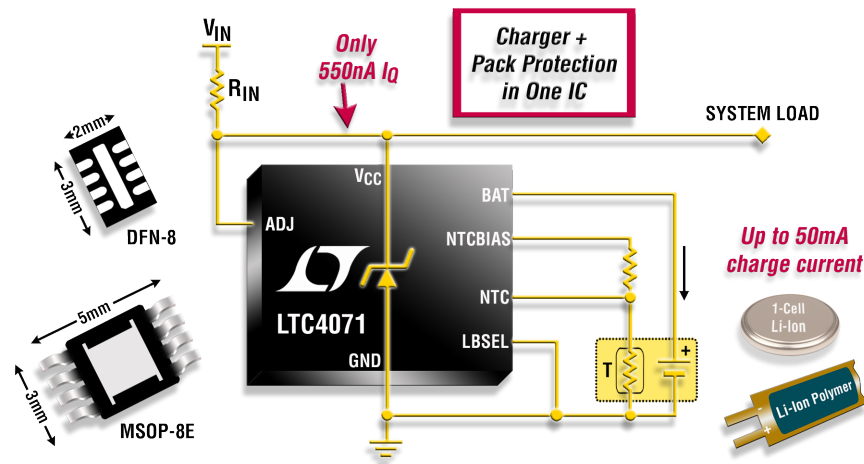 VIN
RIN
Only
550nA IQ
Charger +
Pack Protection
in One IC
SYSTEM LOAD
2mm
3mm
DFN-8
VCC
ADJ
BAT
NTCBIAS
NTC
LBSEL
LTC4071
GND
T
+
Up to 50mA
charge current
1-Cell
Li-Ion
Li-Ion Polymer
-
+
5mm
3mm
MSOP-8E